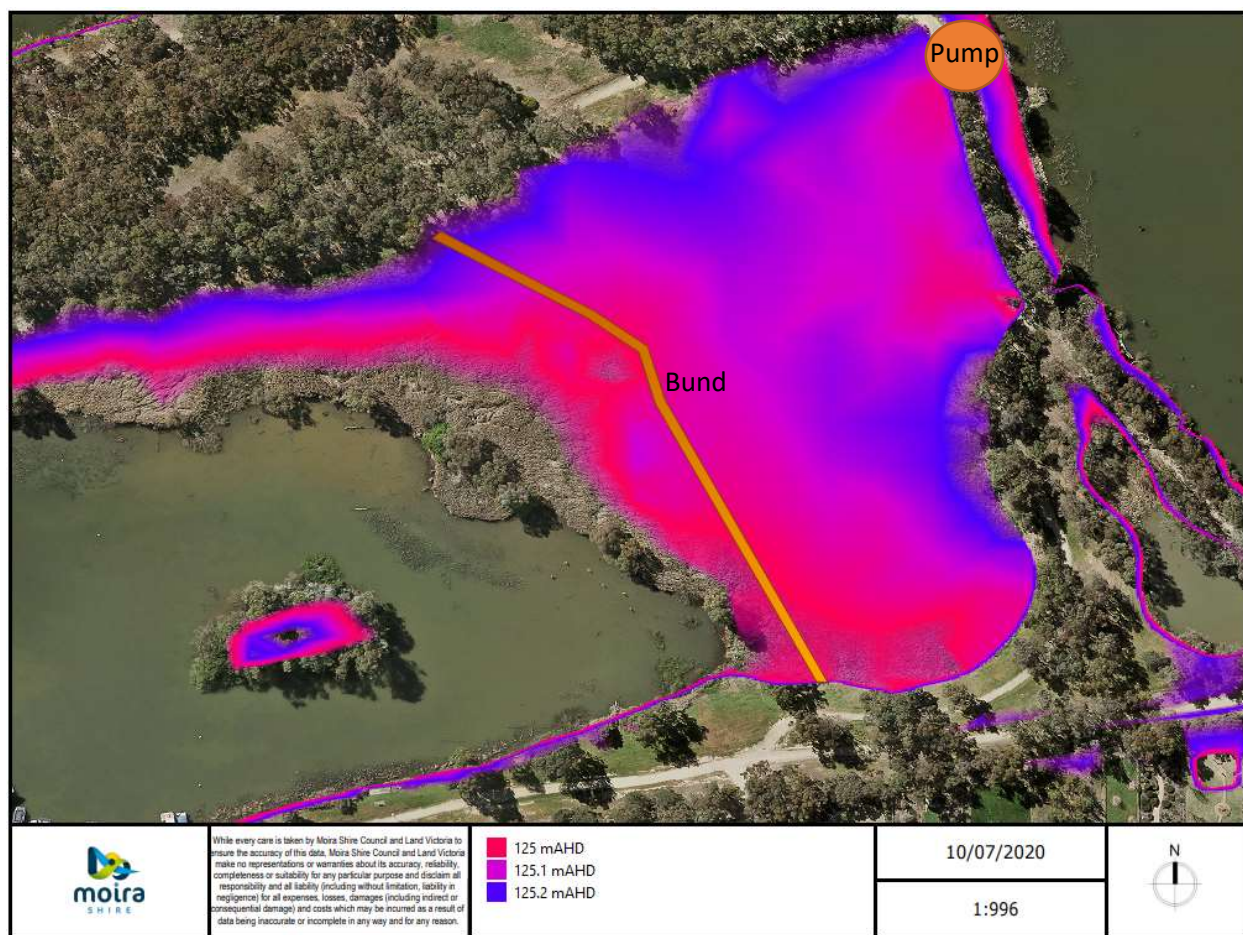 Pump
Bund
moira
SHIRE
While every care is taken by Moira Shire Council and Land Victoria to
ensure the accuracy of this data, Moira Shire Council and Land Victoria
make no representations or warranties about its accuracy, reliability,
completeness or suitability for any particular purpose and disclaim all
responsibility and all liability (including without limitation, liability in
negligence) for all expenses, losses, damages (including indirect or
consequential damage) and costs which may be incurred as a result of
data being inaccurate or incomplete in any way and for any reason.
125 mAHD
125.1 mAHD
125.2 mAHD
10/07/2020
1:996
N